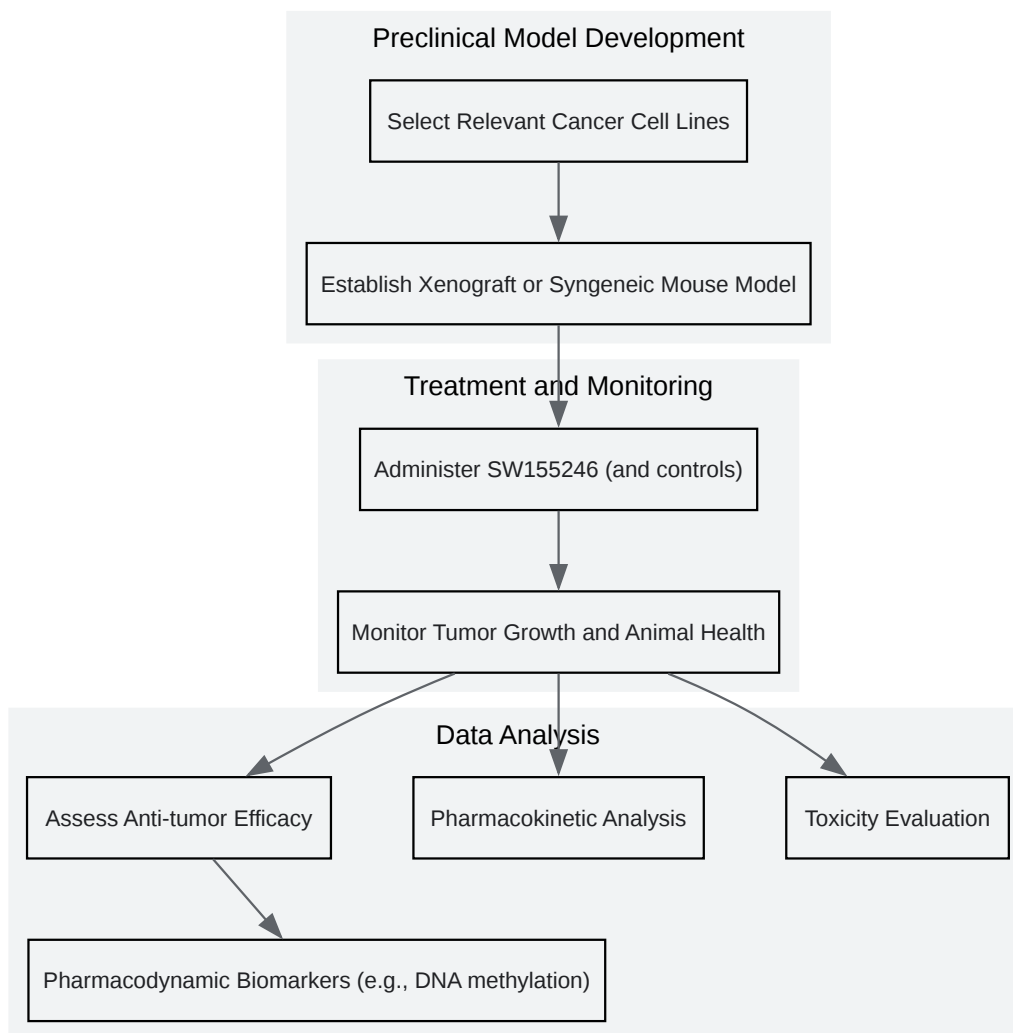 Preclinical Model Development
Select Relevant Cancer Cell Lines
Establish Xenograft or Syngeneic Mouse Model
Treatment and Monitoring
Administer SW155246 (and controls)
Monitor Tumor Growth and Animal Health
Data Analysis
Assess Anti-tumor Efficacy
Pharmacokinetic Analysis
Toxicity Evaluation
Pharmacodynamic Biomarkers (e.g., DNA methylation)